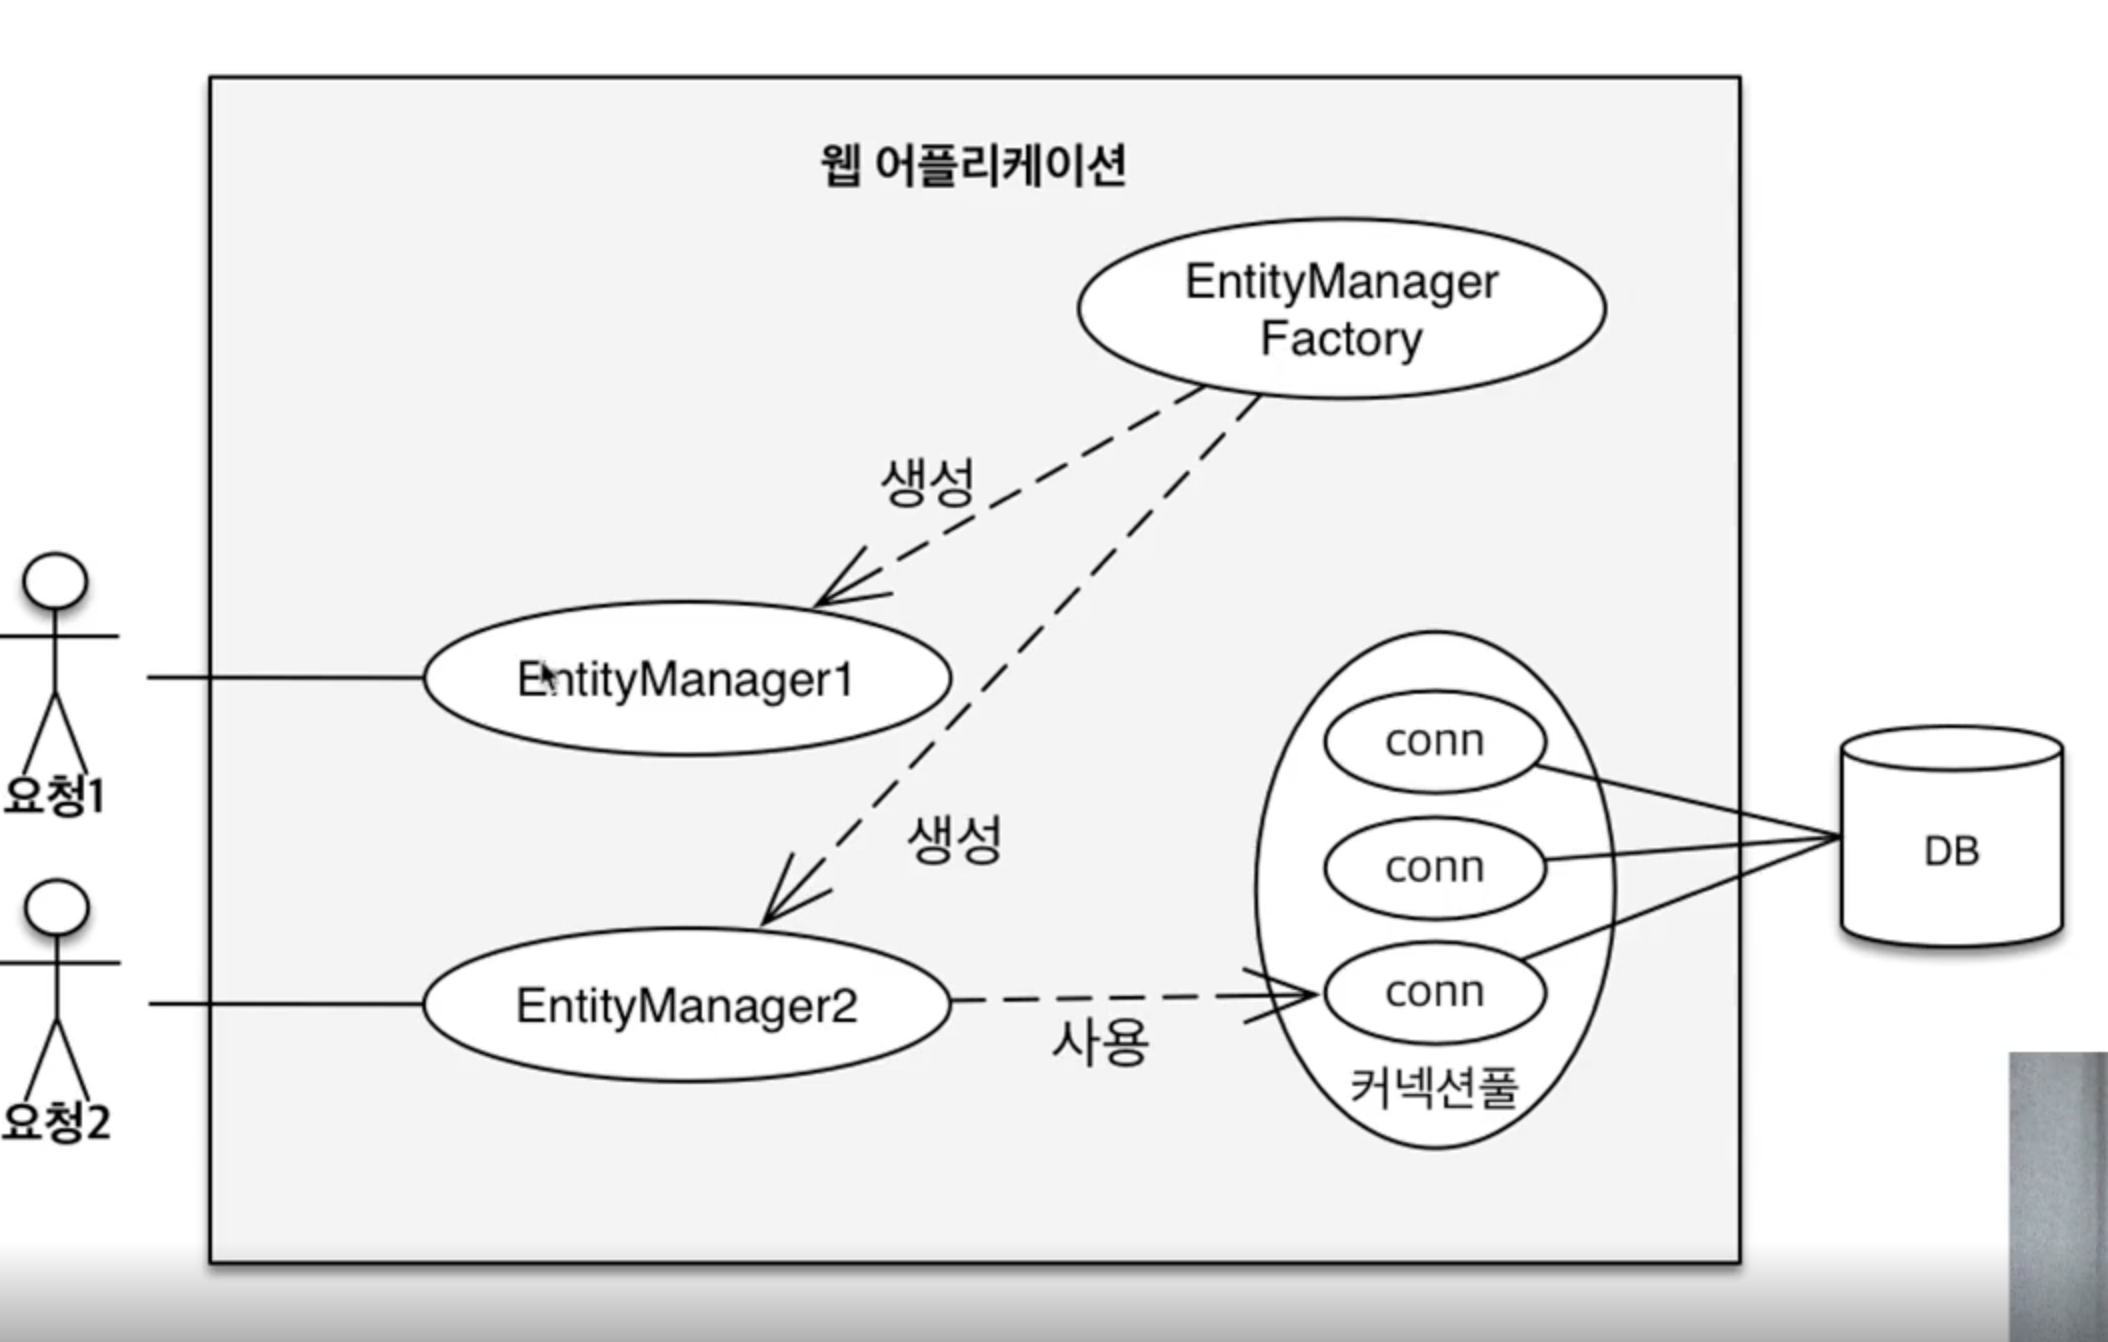 웹 어플리케이션
EntityManager
Factory
생성
EntityManager1
conn
요청1
생성
conn
DB
EntityManager2
사용
conn
커넥션풀
요청2